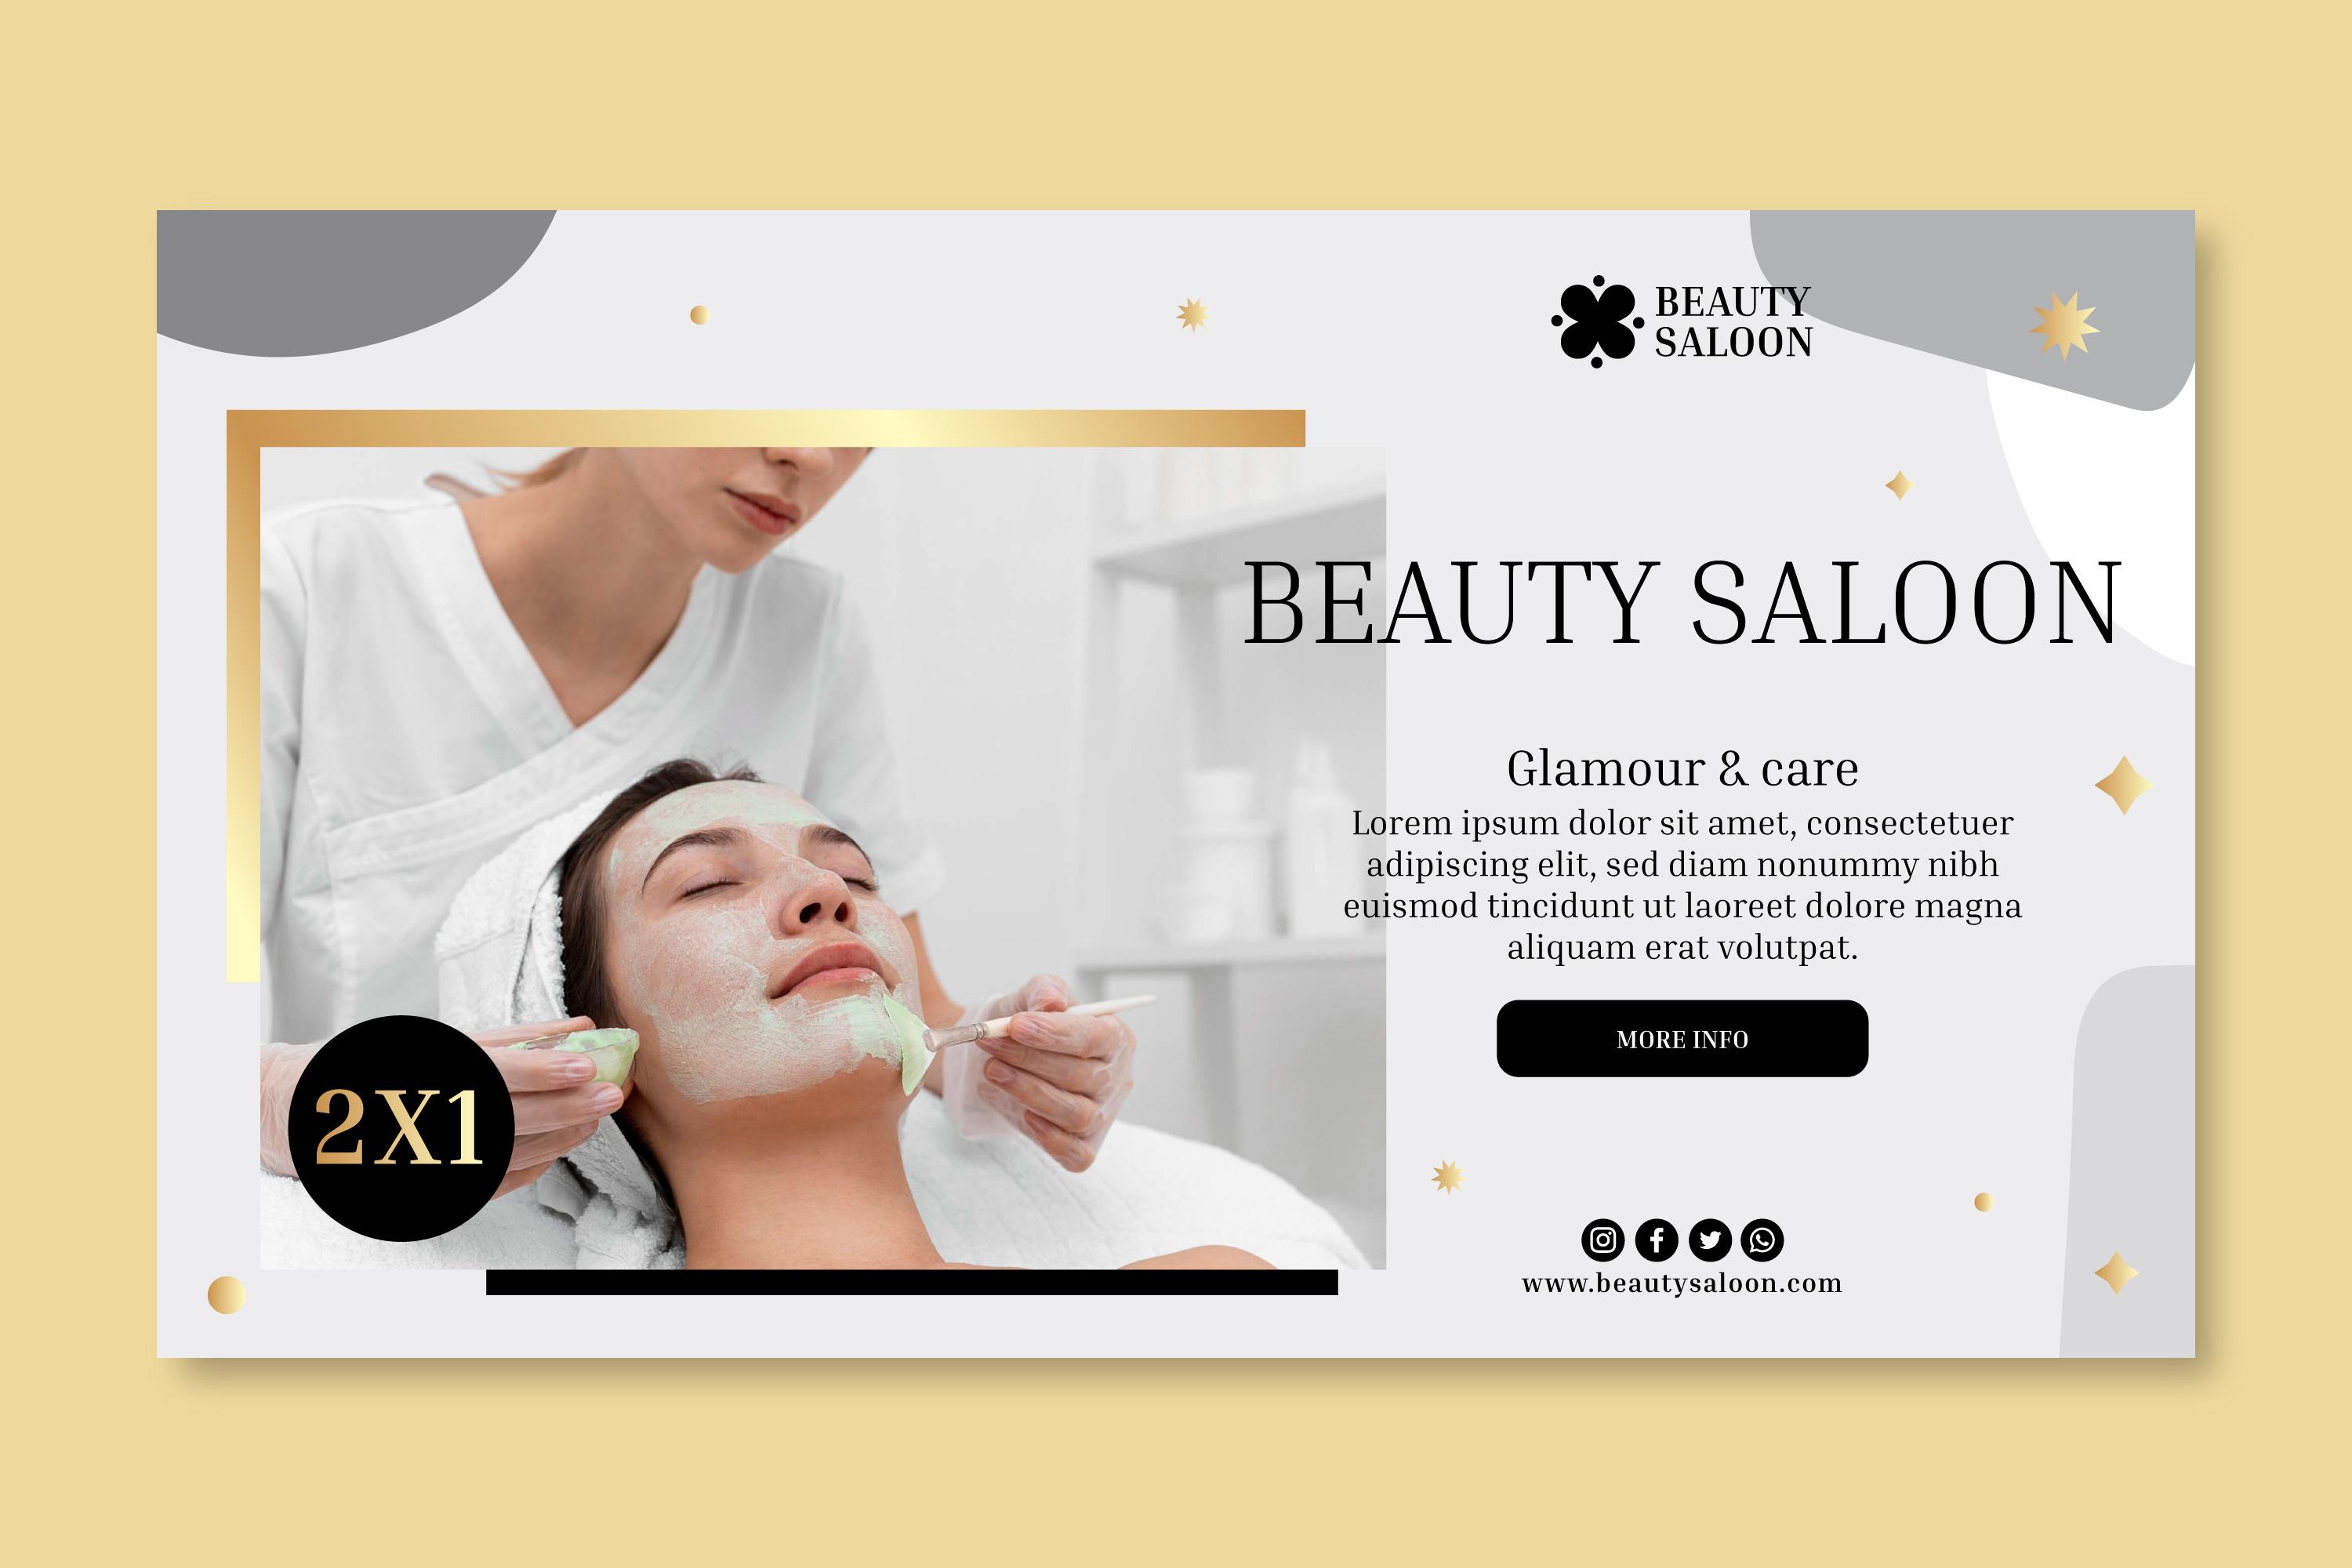 BEAUTY
SALOON
BEAUTY SALOON
Glamour & care
Lorem ipsum dolor sit amet, consectetuer
adipiscing elit, sed diam nonummy nibh
euismod tincidunt ut laoreet dolore magna
aliquam erat volutpat.
MORE INFO
2X1
www.beautysaloon.com